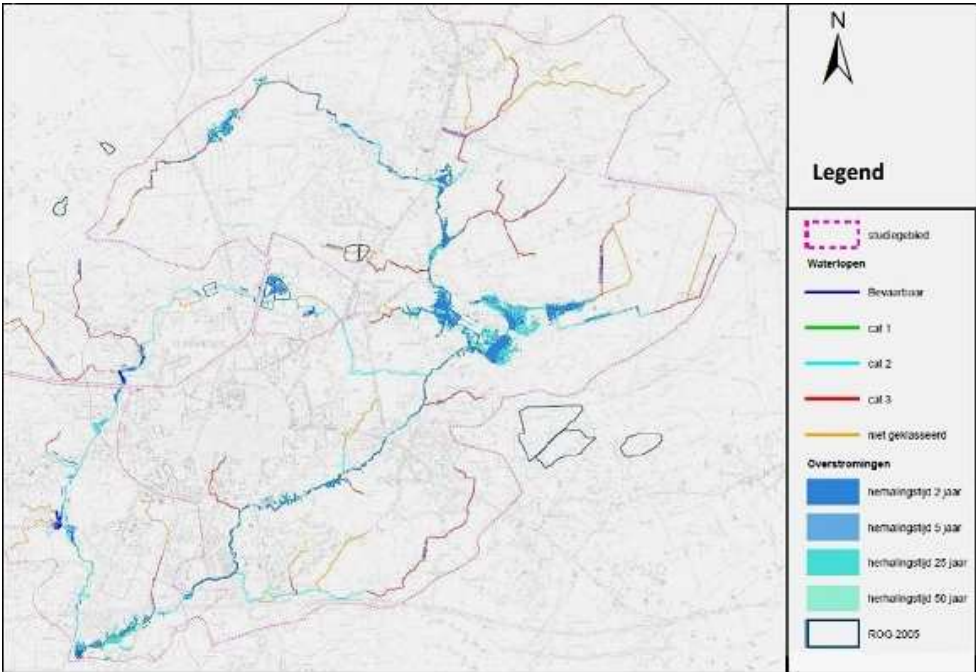 N
Legend
studiegebied
Waterlopen
Bevaarbaar
cat 1
cat 2
cat 3
niet geklasseerd
Overstromingen
herhalingstijd 2 jaar
herhalingstijd 5 jaar
herhalingstijd 25 jaar
herhalingstijd 50 jaar
ROG 2005